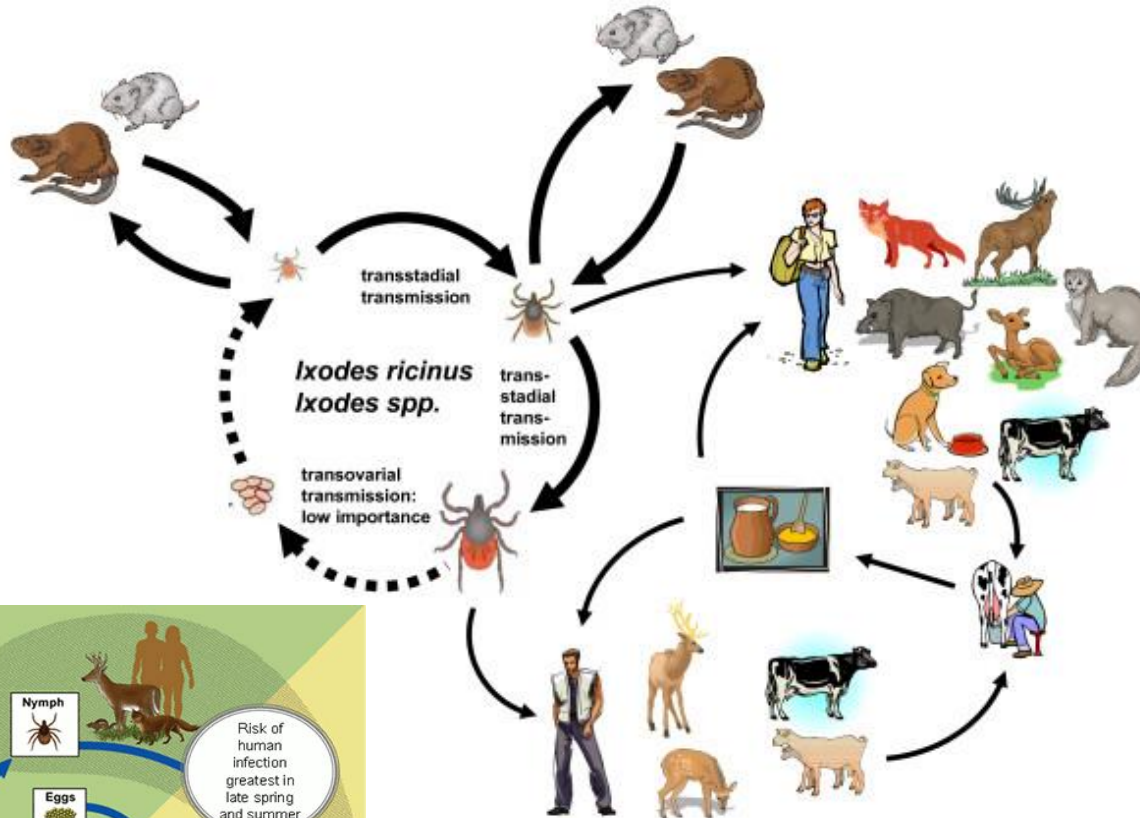 transstadial
transmission
Ixodes ricinus
Ixodes spp.
trans-
stadial
trans-
mission
transovarial
transmission:
low importance
Nymph
Eggs
Risk of
human
infection
greatest in
late spring
and summer